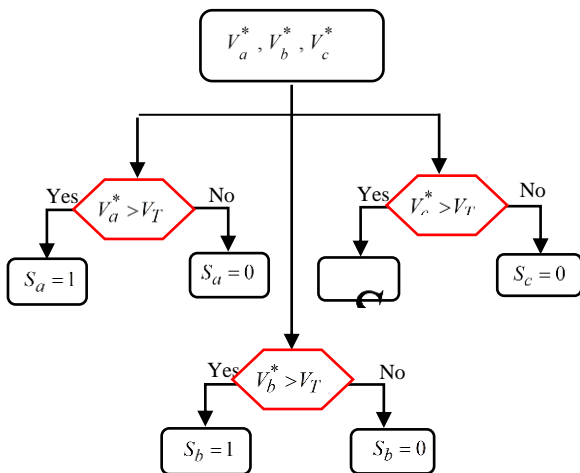 V*a , V*b , V*c
Yes
V*a > VT
No
Yes
V*c > VT
No
Sa = 1
Sa = 0
Sc = 0
Yes
V*b > VT
No
Sb = 1
Sb = 0